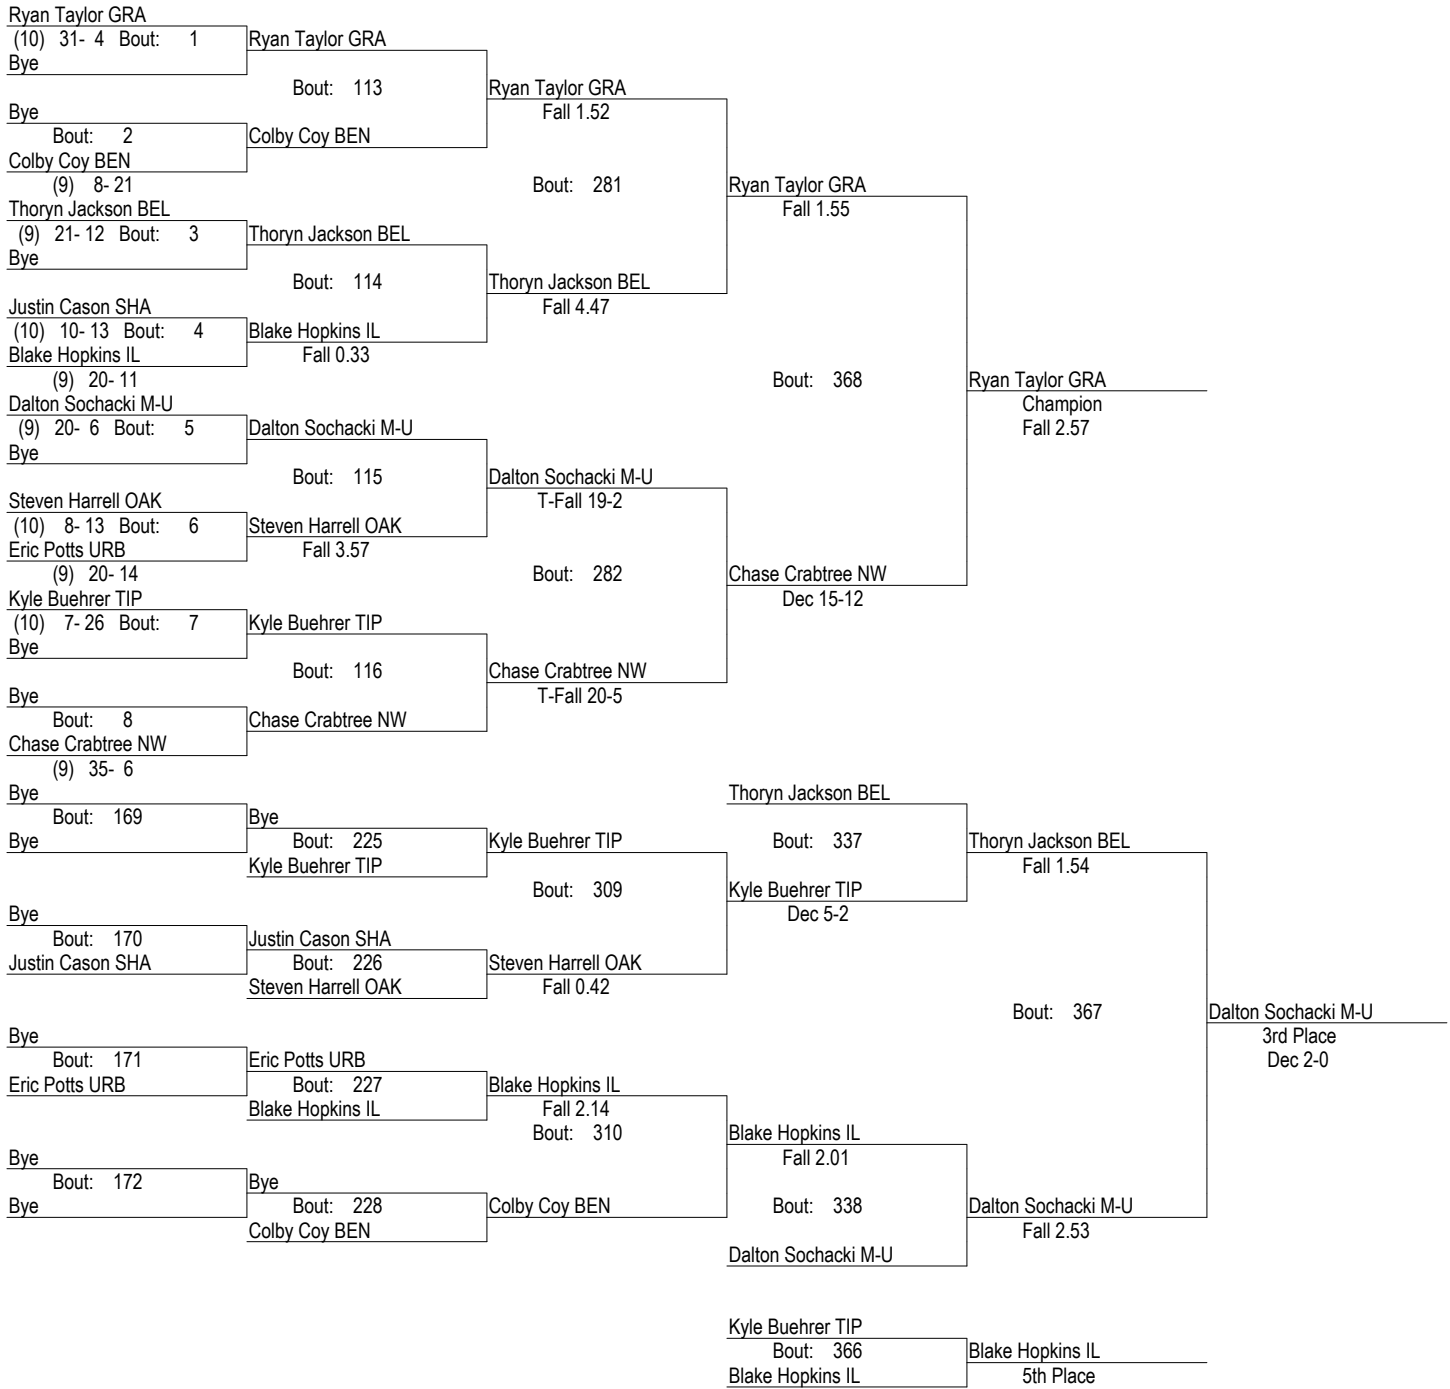 Ryan Taylor GRA
(10) 31- 4 Bout: 1 Ryan Taylor GRA
Bye
Bout: 113 Ryan Taylor GRA
Bye Fall 1.52
Bout: 2 Colby Coy BEN
Colby Coy BEN
(9) 8- 21 Bout: 281 Ryan Taylor GRA
Thoryn Jackson BEL Fall 1.55
(9) 21- 12 Bout: 3 Thoryn Jackson BEL
Bye
Bout: 114 Thoryn Jackson BEL
Justin Cason SHA Fall 4.47
(10) 10- 13 Bout: 4 Blake Hopkins IL
Blake Hopkins IL Fall 0.33
(9) 20- 11 Bout: 368 Ryan Taylor GRA
Dalton Sochacki M-U Champion
(9) 20- 6 Bout: 5 Dalton Sochacki M-U Fall 2.57
Bye
Bout: 115 Dalton Sochacki M-U
Steven Harrell OAK T-Fall 19-2
(10) 8- 13 Bout: 6 Steven Harrell OAK
Eric Potts URB Fall 3.57
(9) 20- 14 Bout: 282 Chase Crabtree NW
Kyle Buehrer TIP Dec 15-12
(10) 7- 26 Bout: 7 Kyle Buehrer TIP
Bye
Bout: 116 Chase Crabtree NW
Bye T-Fall 20-5
Bout: 8 Chase Crabtree NW
Chase Crabtree NW
(9) 35- 6
Bye Thoryn Jackson BEL
Bout: 169 Bye
Bye Bout: 225 Kyle Buehrer TIP Bout: 337 Thoryn Jackson BEL
Kyle Buehrer TIP Fall 1.54
Bout: 309 Kyle Buehrer TIP
Bye Dec 5-2
Bout: 170 Justin Cason SHA
Justin Cason SHA Bout: 226 Steven Harrell OAK
Steven Harrell OAK Fall 0.42
Bout: 367 Dalton Sochacki M-U
Bye 3rd Place
Bout: 171 Eric Potts URB Dec 2-0
Eric Potts URB Bout: 227 Blake Hopkins IL
Blake Hopkins IL Fall 2.14
Bout: 310 Blake Hopkins IL
Bye Fall 2.01
Bout: 172 Bye
Bye Bout: 228 Colby Coy BEN Bout: 338 Dalton Sochacki M-U
Colby Coy BEN Fall 2.53
Dalton Sochacki M-U
Kyle Buehrer TIP
Bout: 366 Blake Hopkins IL
Blake Hopkins IL 5th Place